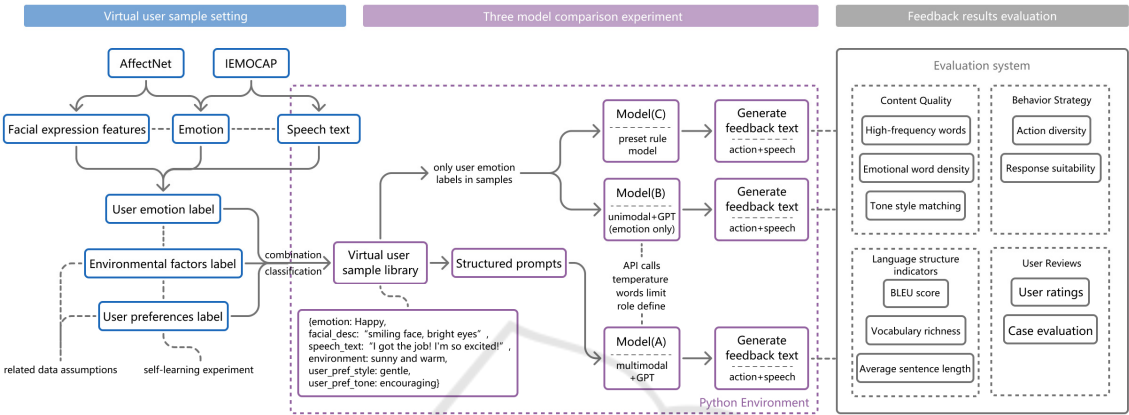 Virtual user sample setting
Three model comparison experiment
Feedback results evaluation
AffectNet
IEMOCAP
Facial expression features
Emotion
Speech text
User emotion label
Environmental factors label
User preferences label
related data assumptions
self-learning experiment
combination
classification
Virtual user
sample library
Structured prompts
only user emotion
labels in samples
{emotion: Happy,
facial_desc: “smiling face, bright eyes”,
speech_text: “I got the job! I'm so excited!”,
environment: sunny and warm,
user_pref_style: gentle,
user_pref_tone: encouraging}
Model(C)
preset rule
model
Generate
feedback text
action+speech
Model(B)
unimodal+GPT
(emotion only)
Generate
feedback text
action+speech
API calls
temperature
words limit
role define
Model(A)
multimodal
+GPT
Generate
feedback text
action+speech
Python Environment
Evaluation system
Content Quality
High-frequency words
Emotional word density
Tone style matching
Behavior Strategy
Action diversity
Response suitability
Language structure
indicators
BLEU score
Vocabulary richness
Average sentence length
User Reviews
User ratings
Case evaluation